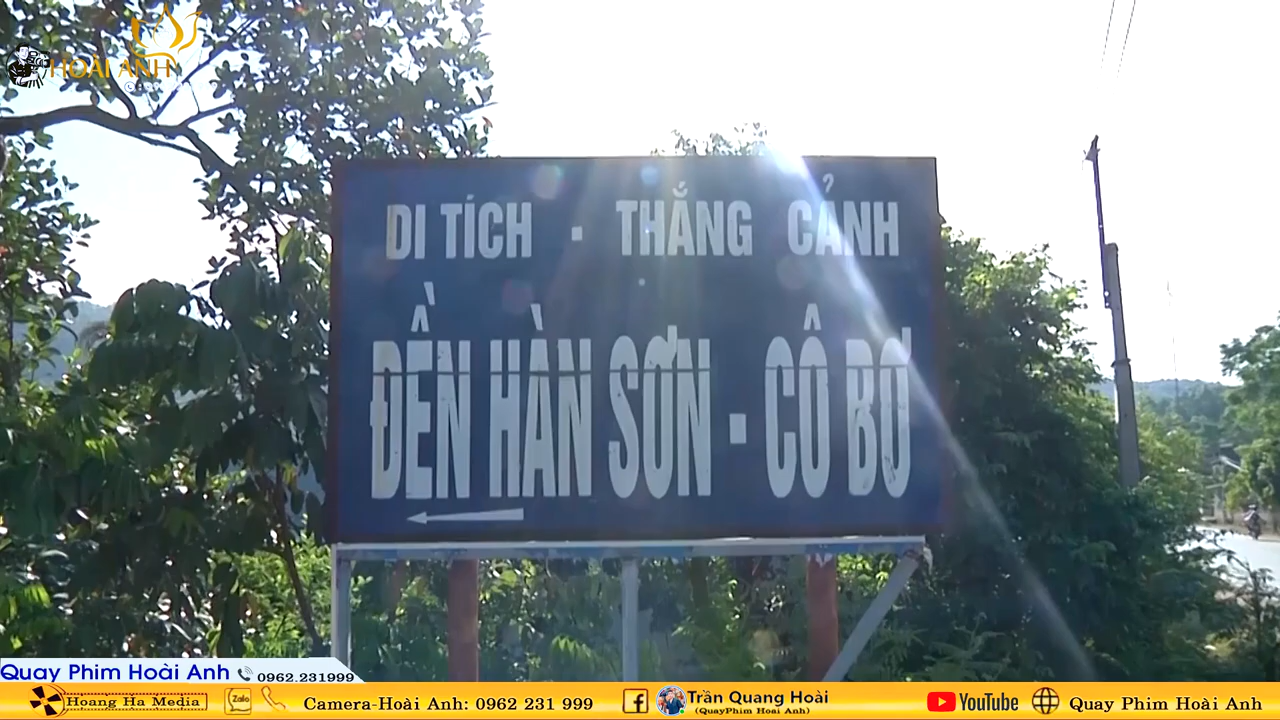 HOÀI ANH
DI TÍCH - THẮNG CẢNH
ĐỀN HÀN SƠN - CÔ BƠ
Quay Phim Hoài Anh 0962.231999
Hoang Ha Media Zalo Camera-Hoài Anh: 0962 231 999 Trần Quang Hoài YouTube Quay Phim Hoài Anh
(QuayPhim Hoai Anh)